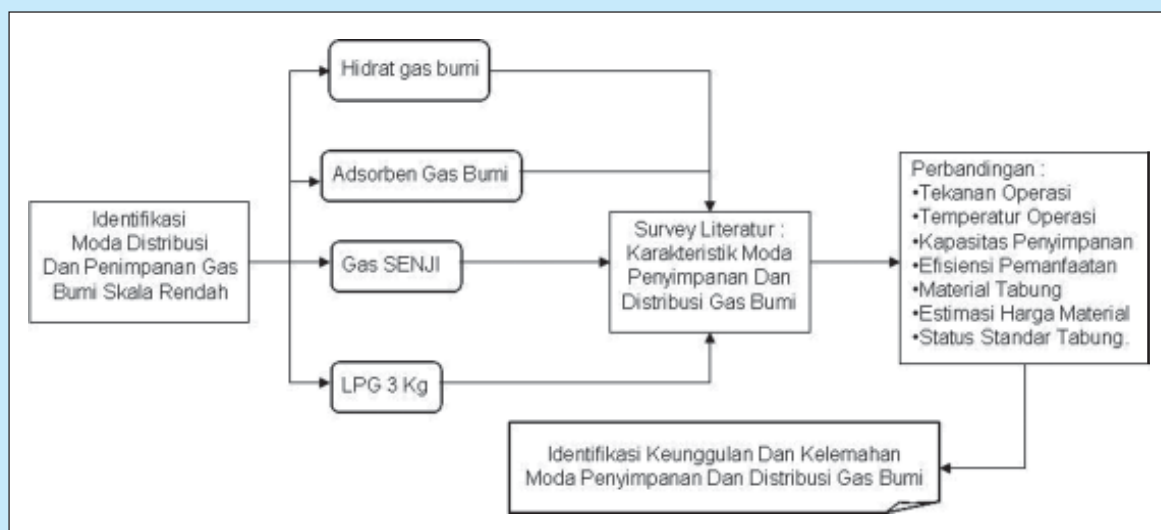 Identifikasi
Moda Distribusi
Dan Penimpanan Gas
Bumi Skala Rendah
Hidrat gas bumi
Adsorben Gas Bumi
Gas SENJI
LPG 3 Kg
Survey Literatur :
Karakteristik Moda
Penyimpanan Dan
Distribusi Gas Bumi
Perbandingan :
•Tekanan Operasi
•Temperatur Operasi
•Kapasitas Penyimpanan
•Efisiensi Pemanfaatan
•Material Tabung
•Estimasi Harga Material
•Status Standar Tabung.
Identifikasi Keunggulan Dan Kelemahan
Moda Penyimpanan Dan Distribusi Gas Bumi